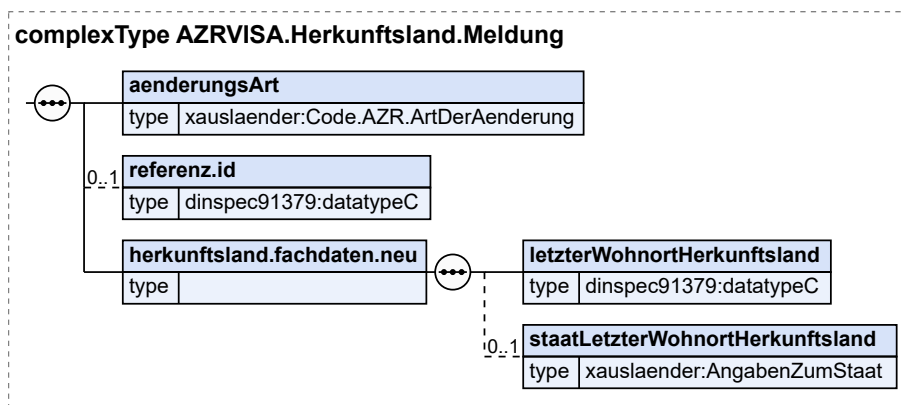 complexType AZRVISA.Herkunftsland.Meldung
aenderungsArt
type xauslaender:Code.AZR.ArtDerAenderung
0..1 referenz.id
type dinspec91379:datatypeC
herkunftsland.fachdaten.neu
type
letzterWohnortHerkunftsland
type dinspec91379:datatypeC
0..1 staatLetzterWohnortHerkunftsland
type xauslaender:AngabenZumStaat